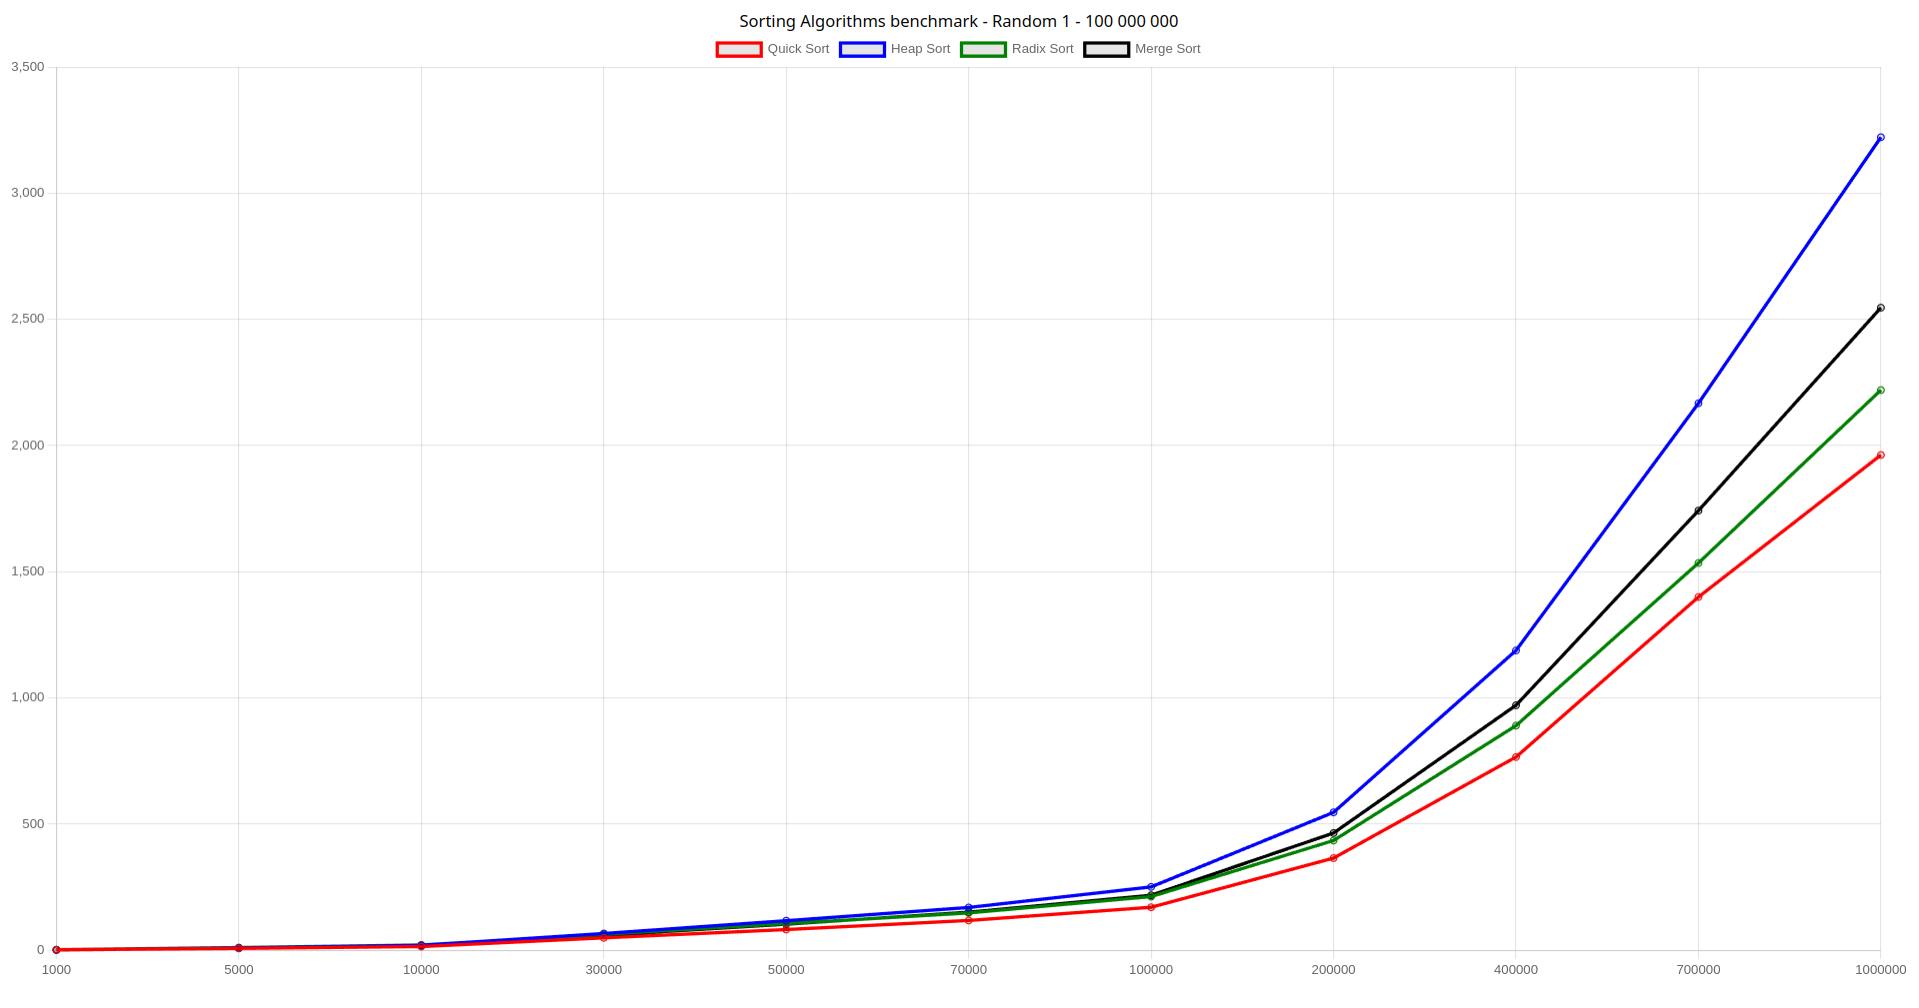 Sorting Algorithms benchmark - Random 1 - 100 000 000
Quick Sort Heap Sort Radix Sort Merge Sort
3,500
3,000
2,500
2,000
1,500
1,000
500
0
1000 5000 10000 30000 50000 70000 100000 200000 400000 700000 1000000